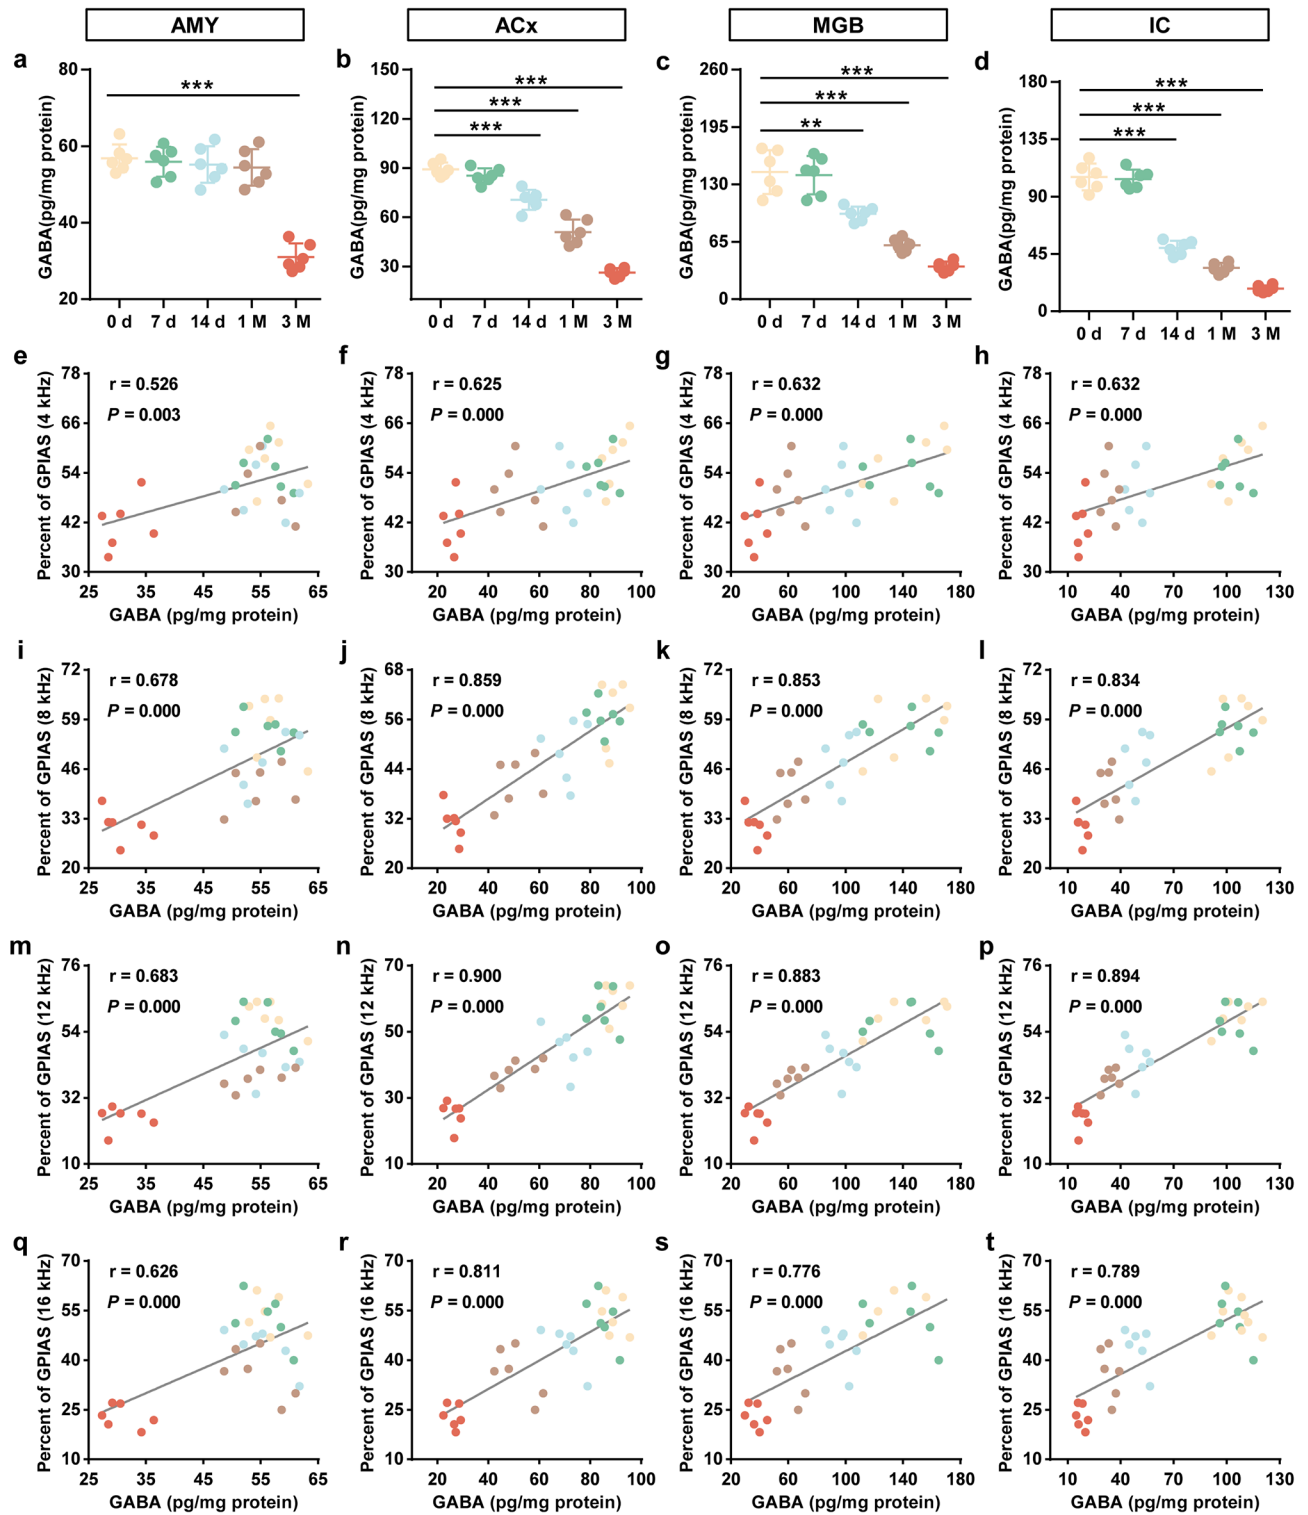 AMY
ACx
MGB
IC
a
80
60
40
20
GABA(pg/mg protein)
***
0 d 7 d 14 d 1 M 3 M
b
150
120
90
60
30
GABA(pg/mg protein)
***
***
***
0 d 7 d 14 d 1 M 3 M
c
260
195
130
65
0
GABA(pg/mg protein)
***
***
**
0 d 7 d 14 d 1 M 3 M
d
180
135
90
45
0
GABA(pg/mg protein)
***
***
***
0 d 7 d 14 d 1 M 3 M
e
78
66
54
42
30
Percent of GPIAS (4 kHz)
r = 0.526
P = 0.003
25 35 45 55 65
GABA (pg/mg protein)
f
78
66
54
42
30
Percent of GPIAS (4 kHz)
r = 0.625
P = 0.000
20 40 60 80 100
GABA (pg/mg protein)
g
78
66
54
42
30
Percent of GPIAS (4 kHz)
r = 0.632
P = 0.000
20 60 100 140 180
GABA (pg/mg protein)
h
78
66
54
42
30
Percent of GPIAS (4 kHz)
r = 0.632
P = 0.000
10 40 70 100 130
GABA (pg/mg protein)
i
72
59
46
33
20
Percent of GPIAS (8 kHz)
r = 0.678
P = 0.000
25 35 45 55 65
GABA (pg/mg protein)
j
68
56
44
32
20
Percent of GPIAS (8 kHz)
r = 0.859
P = 0.000
20 40 60 80 100
GABA (pg/mg protein)
k
72
59
46
33
20
Percent of GPIAS (8 kHz)
r = 0.853
P = 0.000
20 60 100 140 180
GABA (pg/mg protein)
l
72
59
46
33
20
Percent of GPIAS (8 kHz)
r = 0.834
P = 0.000
10 40 70 100 130
GABA (pg/mg protein)
m
76
54
32
10
Percent of GPIAS (12 kHz)
r = 0.683
P = 0.000
25 35 45 55 65
GABA (pg/mg protein)
n
70
50
30
10
Percent of GPIAS (12 kHz)
r = 0.900
P = 0.000
20 40 60 80 100
GABA (pg/mg protein)
o
76
54
32
10
Percent of GPIAS (12 kHz)
r = 0.883
P = 0.000
20 60 100 140 180
GABA (pg/mg protein)
p
76
54
32
10
Percent of GPIAS (12 kHz)
r = 0.894
P = 0.000
10 40 70 100 130
GABA (pg/mg protein)
q
70
55
40
25
10
Percent of GPIAS (16 kHz)
r = 0.626
P = 0.000
25 35 45 55 65
GABA (pg/mg protein)
r
70
55
40
25
10
Percent of GPIAS (16 kHz)
r = 0.811
P = 0.000
20 40 60 80 100
GABA (pg/mg protein)
s
70
55
40
25
10
Percent of GPIAS (16 kHz)
r = 0.776
P = 0.000
20 60 100 140 180
GABA (pg/mg protein)
t
70
55
40
25
10
Percent of GPIAS (16 kHz)
r = 0.789
P = 0.000
10 40 70 100 130
GABA (pg/mg protein)